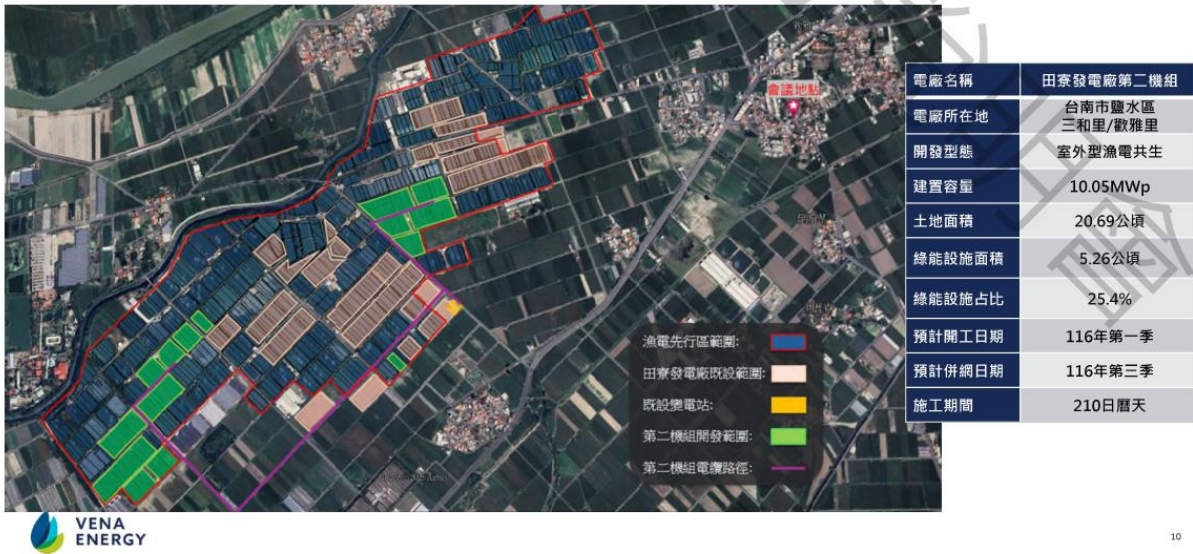 會議地點
漁電先行區範圍:
田寮發電廠既設範圍:
既設變電站:
第二機組開發範圍:
第二機組電纜路徑:
電廠名稱 田寮發電廠第二機組
電廠所在地 台南市鹽水區
三和里/歡雅里
開發型態 室外型漁電共生
建置容量 10.05MWp
土地面積 20.69公頃
綠能設施面積 5.26公頃
綠能設施占比 25.4%
預計開工日期 116年第一季
預計併網日期 116年第三季
施工期間 210日曆天
VENA
ENERGY
10